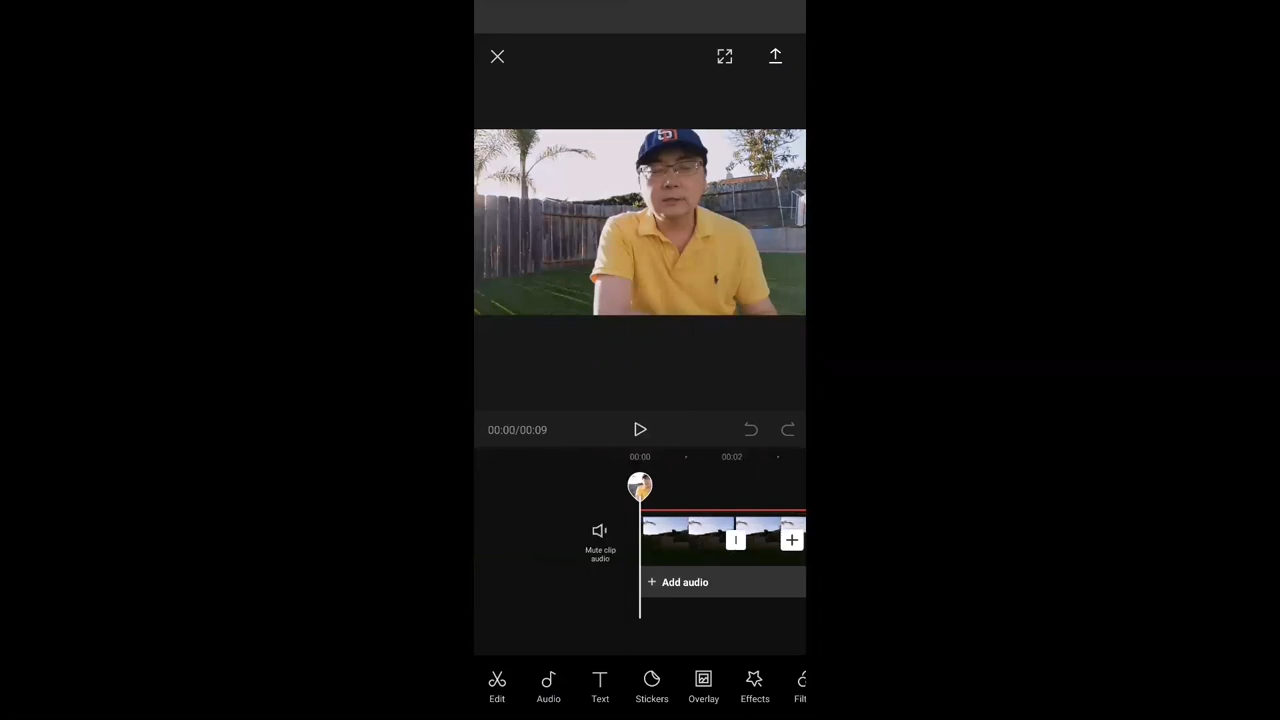 SD
00:00/00:09
00:00
00:02
Mute clip
audio
+ Add audio
Edit
Audio
Text
Stickers
Overlay
Effects
Filt